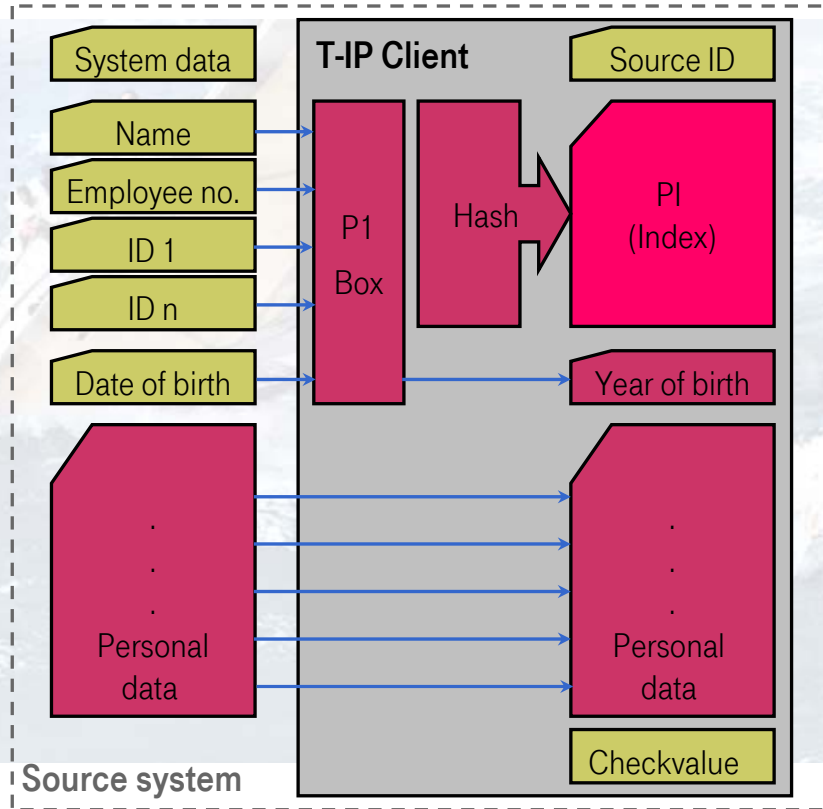 System data
T-IP Client
Source ID
Name
Employee no.
ID 1
ID n
Date of birth
P1
Box
Hash
PI
(Index)
Year of birth
.
.
.
Personal
data
.
.
.
Personal
data
Checkvalue
Source system